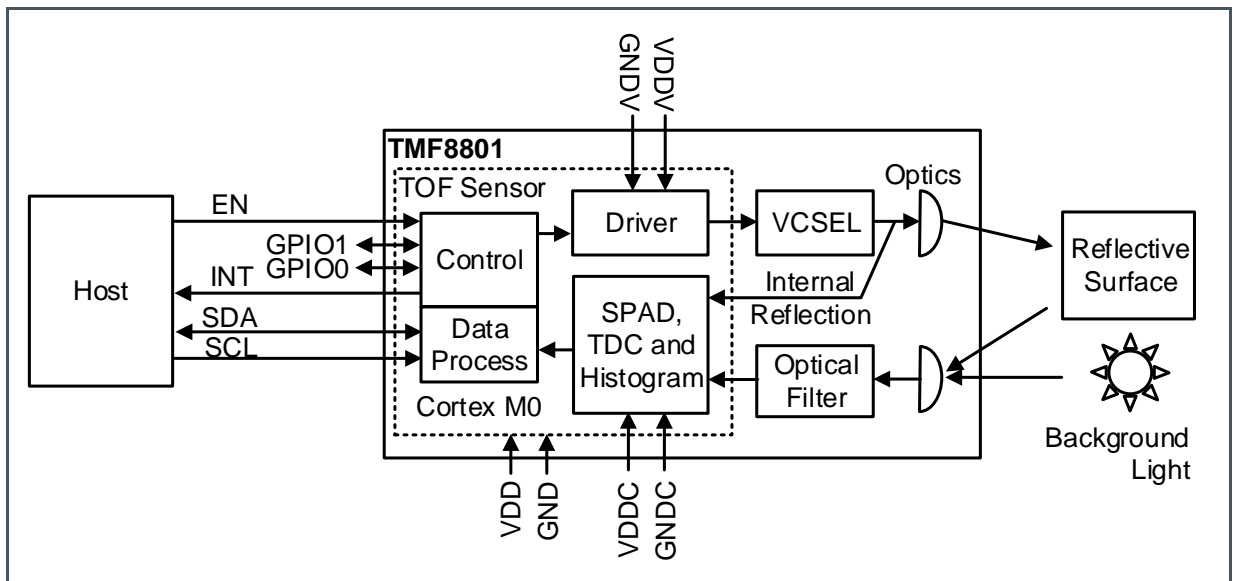 GNDV
VDDV
TMF8801
TOF Sensor
Optics
EN
Driver
VCSEL
Reflective
Surface
GPIO1
GPIO0
Control
INT
Host
Internal
Reflection
SPAD,
TDC and
Histogram
SDA
SCL
Data
Process
Optical
Filter
Cortex M0
Background
Light
VDD
GND
VDDC
GNDC